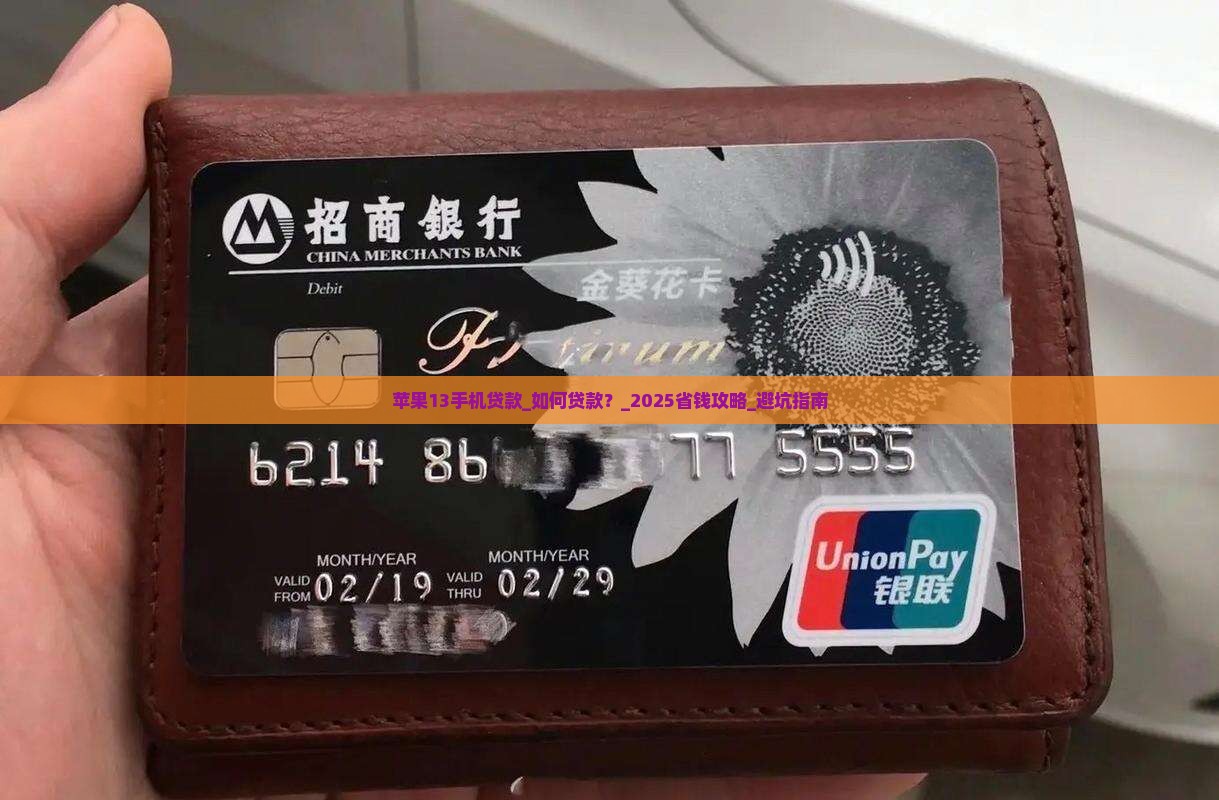 招商銀行
CHINA MERCHANTS BANK
Debit
金葵花卡
苹果13手机贷款_如何贷款？_2025省钱攻略_避坑指南
6214 86 77 5555
MONTH/YEAR MONTH/YEAR
VALID FROM 02/19 VALID THRU 02/29
UnionPay
银联